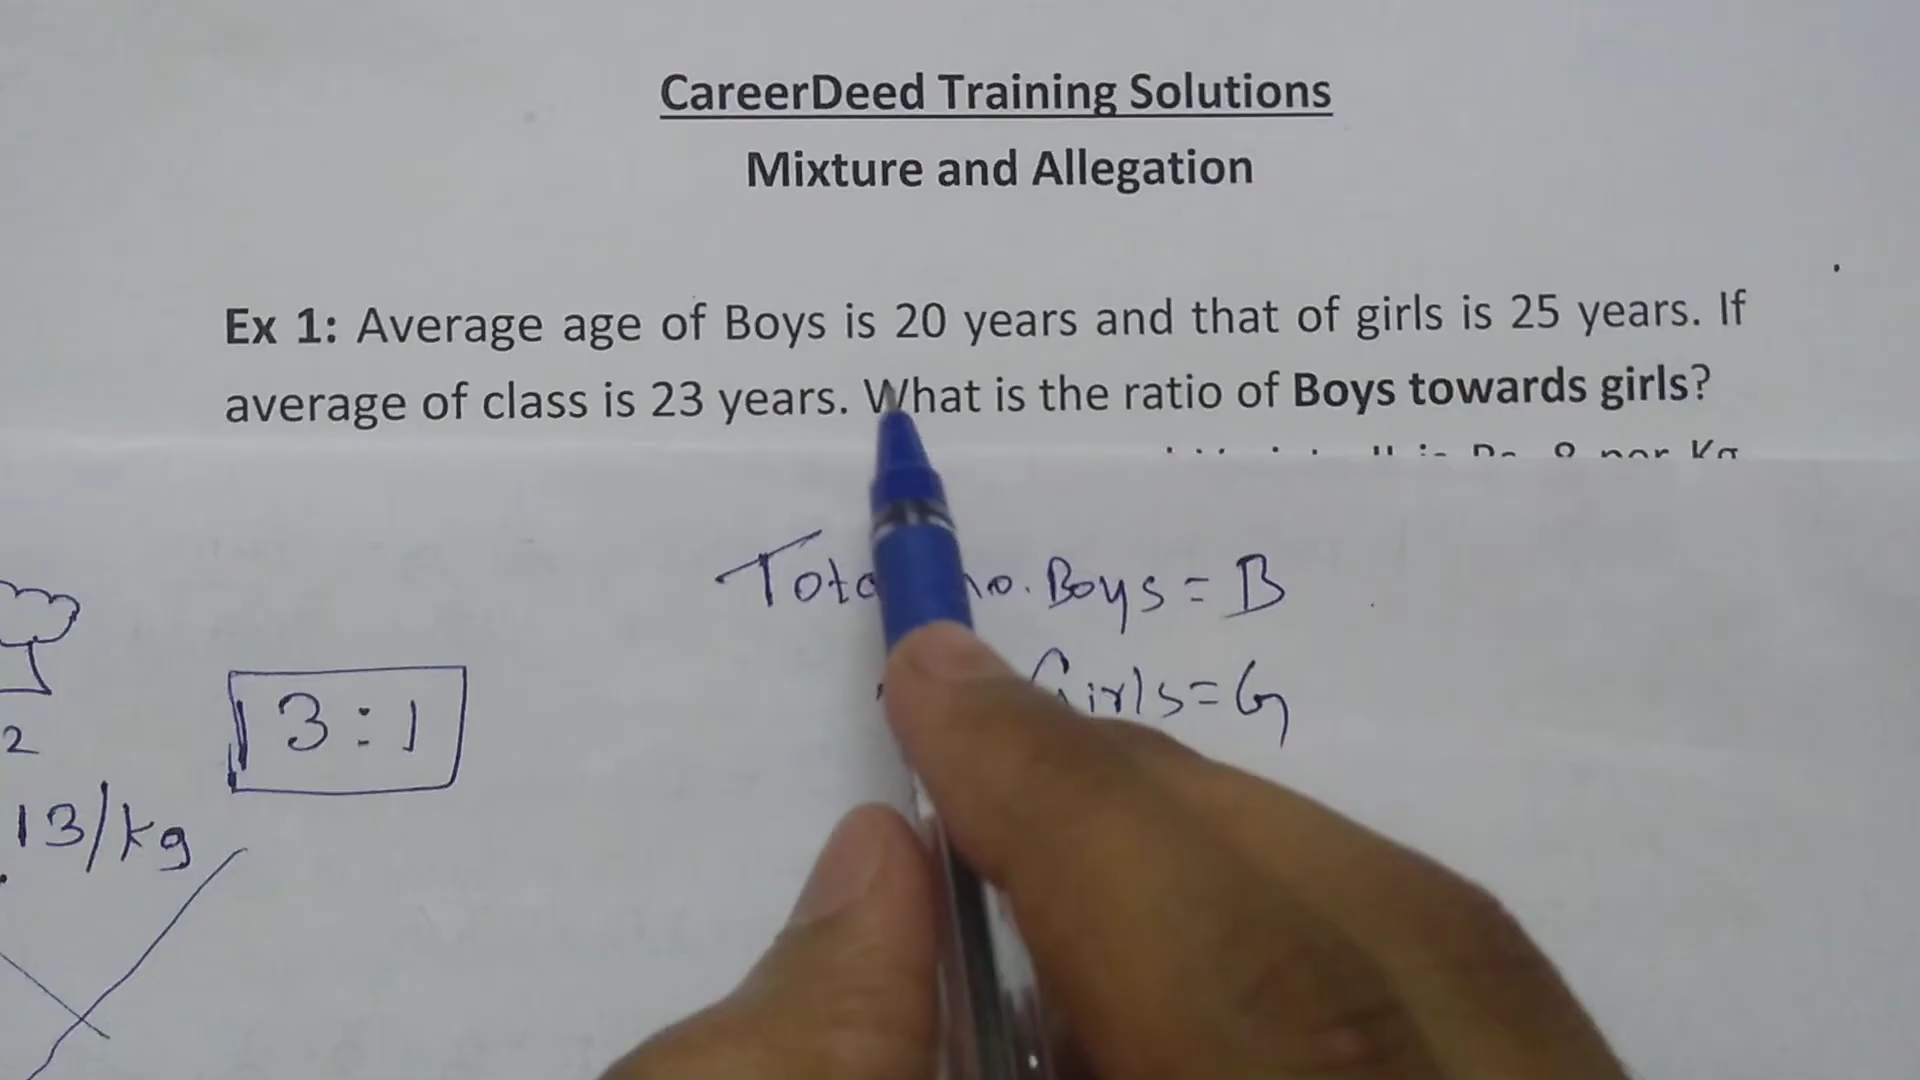 CareerDeed Training Solutions
Mixture and Allegation
Ex 1: Average age of Boys is 20 years and that of girls is 25 years. If
average of class is 23 years. What is the ratio of Boys towards girls?
no. Boys = B
Girls = G
3 : 1
2
13/kg